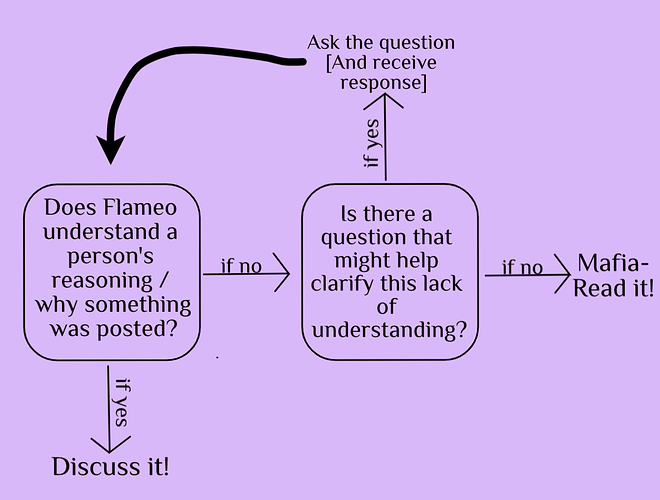 Ask the question
[And receive
response]
if yes
Does Flameo
understand a
person's
reasoning /
why something
was posted?
if no
Is there a
question that
might help
clarify this lack
of
understanding?
if no
Mafia-
Read it!
if yes
Discuss it!